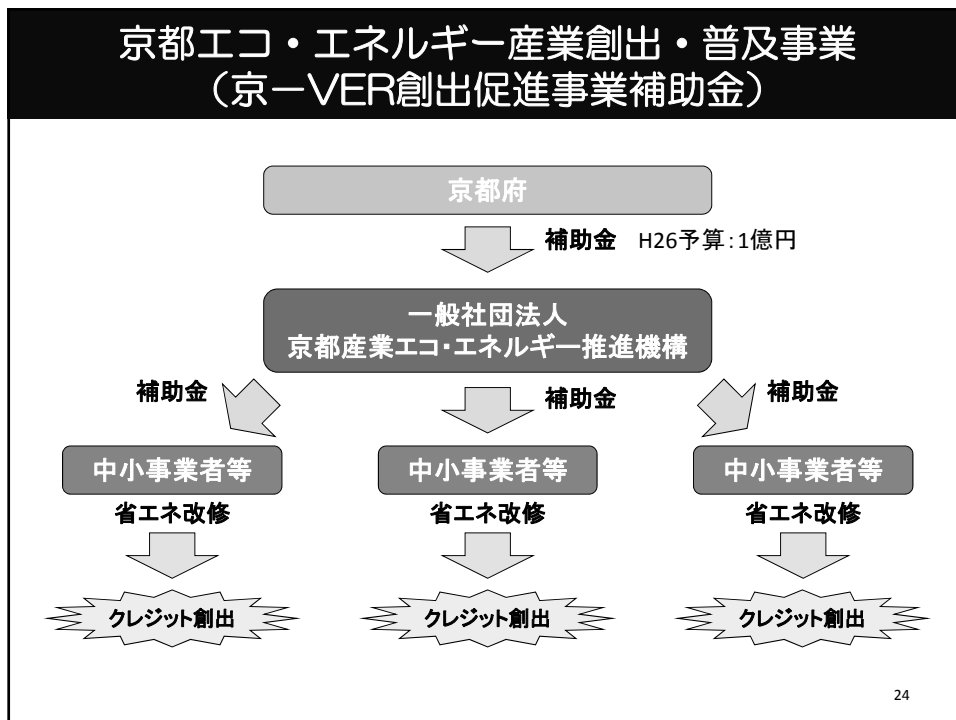 京都エコ・エネルギー産業創出・普及事業
（京ーVER創出促進事業補助金）
京都府
補助金 H26予算：1億円
一般社団法人
京都産業エコ・エネルギー推進機構
補助金
補助金
補助金
中小事業者等
中小事業者等
中小事業者等
省エネ改修
省エネ改修
省エネ改修
クレジット創出
クレジット創出
クレジット創出
24